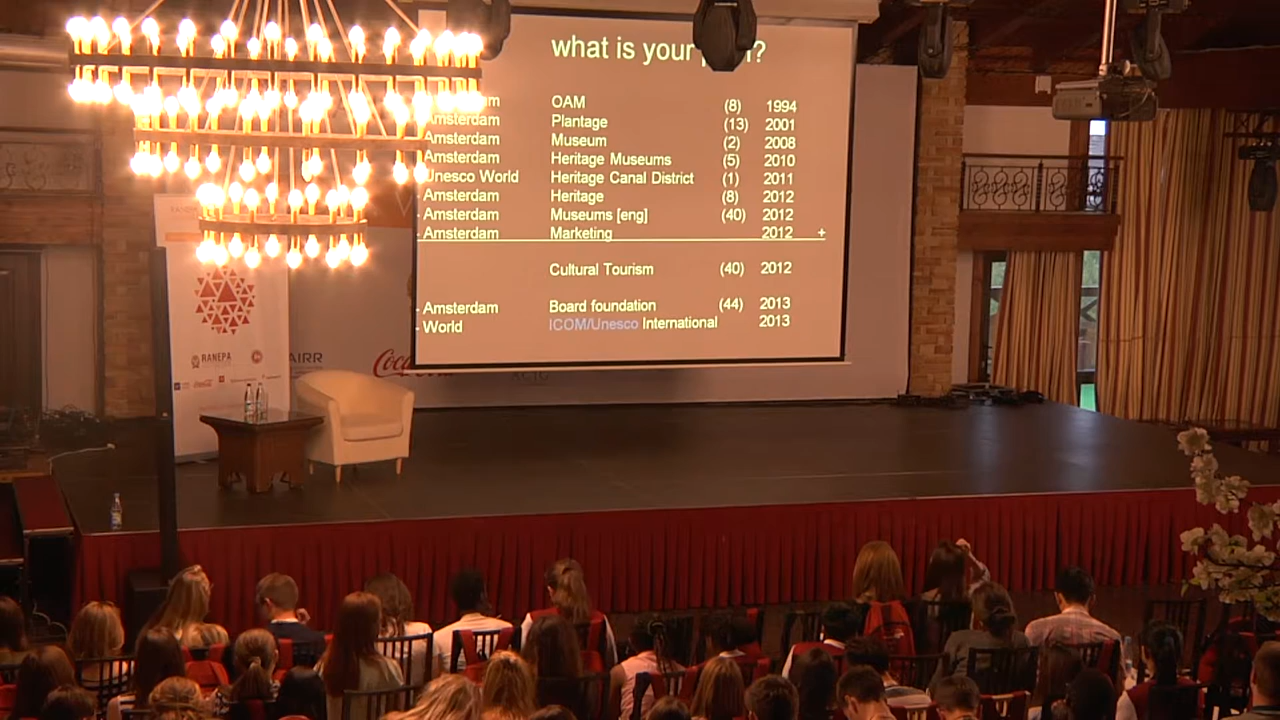 what is your
OAM (8) 1994
Amsterdam Plantage (13) 2001
Amsterdam Museum (2) 2008
Amsterdam Heritage Museums (5) 2010
Unesco World Heritage Canal District (1) 2011
Amsterdam Heritage (8) 2012
- Amsterdam Museums [eng] (40) 2012
- Amsterdam Marketing 2012 +
Cultural Tourism (40) 2012
- Amsterdam Board foundation (44) 2013
- World ICOM/Unesco International 2013
RANEPA
AIRR